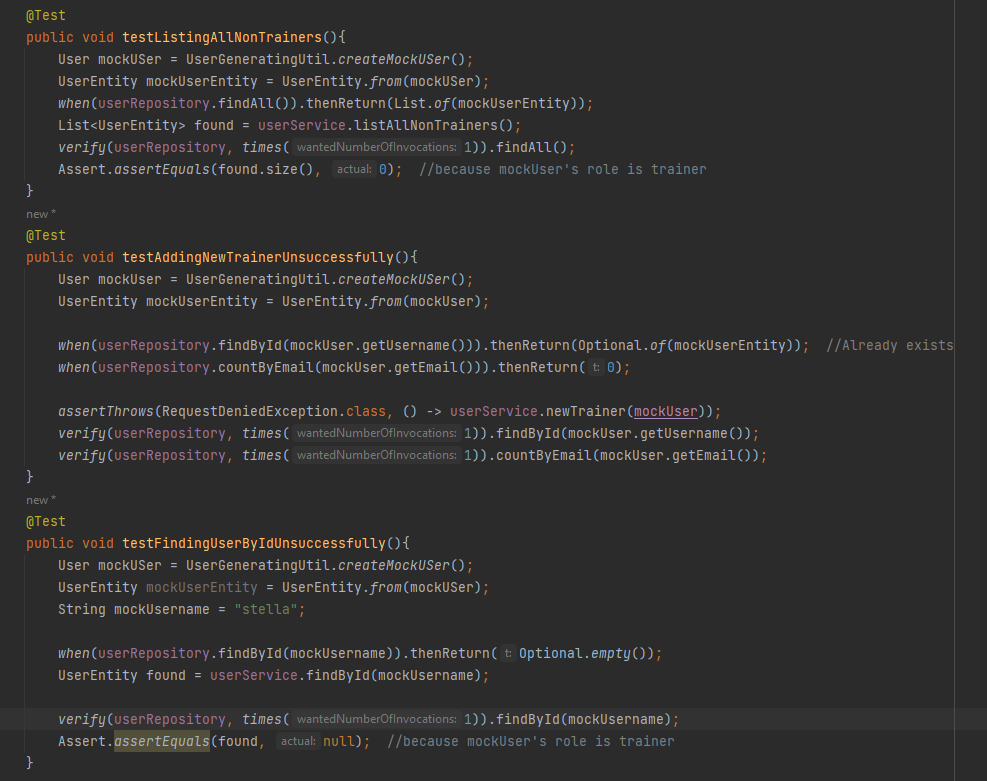 @Test
public void testListingAllNonTrainers(){
User mockUSer = UserGeneratingUtil.createMockUSer();
UserEntity mockUserEntity = UserEntity.from(mockUSer);
when(userRepository.findAll()).thenReturn(List.of(mockUserEntity));
List<UserEntity> found = userService.listAllNonTrainers();
verify(userRepository, times( wantedNumberOfInvocations: 1)).findAll();
Assert.assertEquals(found.size(), actual: 0);  //because mockUser's role is trainer
}
new *
@Test
public void testAddingNewTrainerUnsuccessfully(){
User mockUser = UserGeneratingUtil.createMockUSer();
UserEntity mockUserEntity = UserEntity.from(mockUser);
when(userRepository.findById(mockUser.getUsername())).thenReturn(Optional.of(mockUserEntity));  //Already exists
when(userRepository.countByEmail(mockUser.getEmail())).thenReturn( t: 0);
assertThrows(RequestDeniedException.class, () -> userService.newTrainer(mockUser));
verify(userRepository, times( wantedNumberOfInvocations: 1)).findById(mockUser.getUsername());
verify(userRepository, times( wantedNumberOfInvocations: 1)).countByEmail(mockUser.getEmail());
}
new *
@Test
public void testFindingUserByIdUnsuccessfully(){
User mockUSer = UserGeneratingUtil.createMockUSer();
UserEntity mockUserEntity = UserEntity.from(mockUSer);
String mockUsername = "stella";
when(userRepository.findById(mockUsername)).thenReturn( t: Optional.empty());
UserEntity found = userService.findById(mockUsername);
verify(userRepository, times( wantedNumberOfInvocations: 1)).findById(mockUsername);
Assert.assertEquals(found, actual: null);  //because mockUser's role is trainer
}